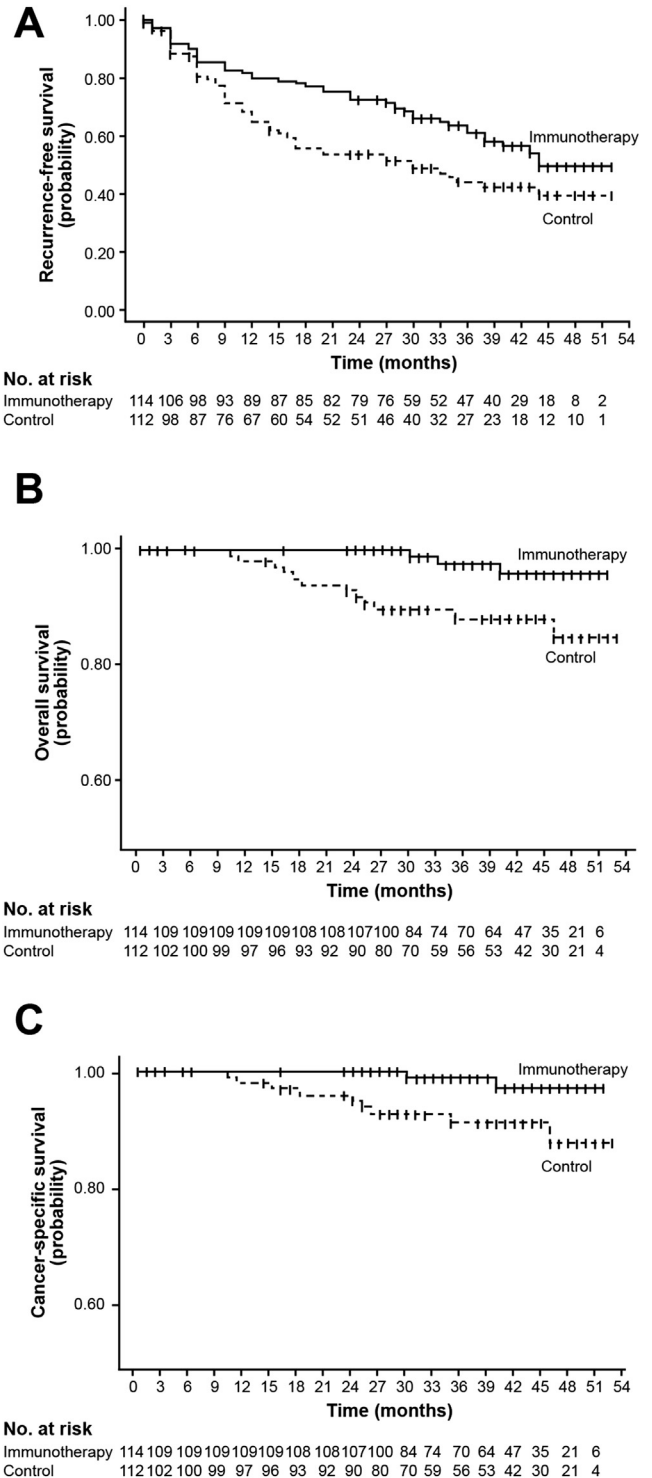 A
Recurrence-free survival
(probability)
1.00
0.80
0.60
0.40
0.20
0.00
Immunotherapy
Control
0 3 6 9 12 15 18 21 24 27 30 33 36 39 42 45 48 51 54
Time (months)
No. at risk
Immunotherapy 114 106 98 93 89 87 85 82 79 76 59 52 47 40 29 18 8 2
Control 112 98 87 76 67 60 54 52 51 46 40 32 27 23 18 12 10 1
B
Overall survival
(probability)
1.00
0.80
0.60
Immunotherapy
Control
0 3 6 9 12 15 18 21 24 27 30 33 36 39 42 45 48 51 54
Time (months)
No. at risk
Immunotherapy 114 109 109 109 109 109 108 108 107 100 84 74 70 64 47 35 21 6
Control 112 102 100 99 97 96 93 92 90 80 70 59 56 53 42 30 21 4
C
Cancer-specific survival
(probability)
1.00
0.80
0.60
Immunotherapy
Control
0 3 6 9 12 15 18 21 24 27 30 33 36 39 42 45 48 51 54
Time (months)
No. at risk
Immunotherapy 114 109 109 109 109 109 108 108 107 100 84 74 70 64 47 35 21 6
Control 112 102 100 99 97 96 93 92 90 80 70 59 56 53 42 30 21 4